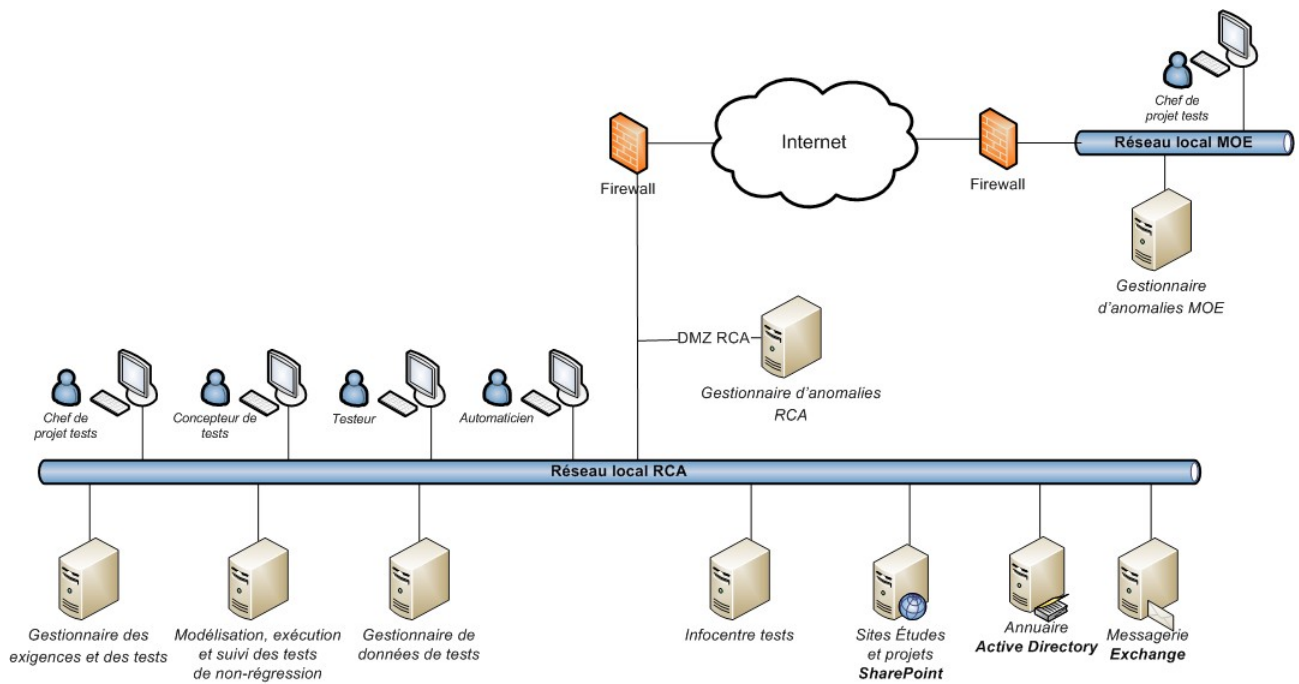 Chef de
projet tests
Internet
Réseau local MOE
Firewall
Firewall
Gestionnaire
d'anomalies MOE
DMZ RCA
Gestionnaire d'anomalies
RCA
Chef de
projet tests
Concepteur de
tests
Testeur
Automaticien
Réseau local RCA
Gestionnaire des
exigences et des tests
Modélisation, exécution
et suivi des tests
de non-régression
Gestionnaire de
données de tests
Infocentre tests
Sites Études
et projets
SharePoint
Annuaire
Active Directory
Messagerie
Exchange